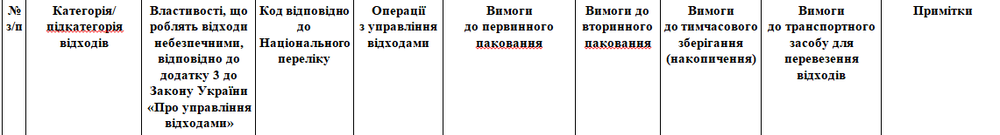 №
з/п
Категорія/
підкатегорія
відходів
Властивості, що
роблять відходи
небезпечними,
відповідно до
додатку 3 до
Закону України
«Про управління
відходами»
Код відповідно
до
Національного
переліку
Операції
з управління
відходами
Вимоги
до первинного
паковання
Вимоги до
вторинного
паковання
Вимоги
до тимчасового
зберігання
(накопичення)
Вимоги
до транспортного
засобу для
перевезення
відходів
Примітки